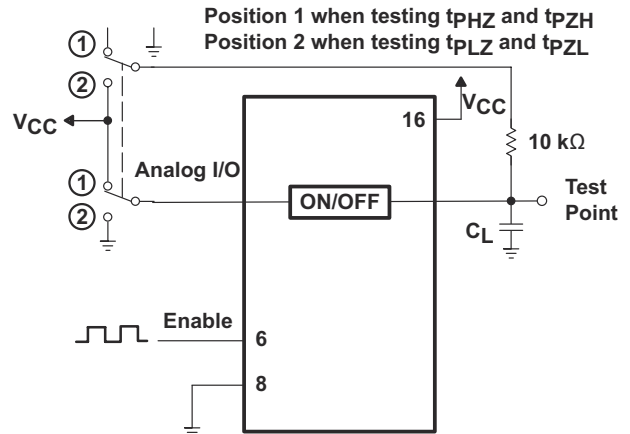 Position 1 when testing tPHZ and tPZH
Position 2 when testing tPLZ and tPZL
①
②
VCC
①
②
Analog I/O
ON/OFF
16
VCC
10 kΩ
Test
Point
CL
Enable
6
8